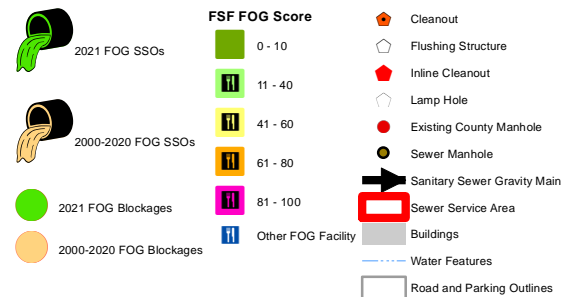 2021 FOG SSOs
2000-2020 FOG SSOs
2021 FOG Blockages
2000-2020 FOG Blockages
FSF FOG Score
0 - 10
11 - 40
41 - 60
61 - 80
81 - 100
Other FOG Facility
Cleanout
Flushing Structure
Inline Cleanout
Lamp Hole
Existing County Manhole
Sewer Manhole
Sanitary Sewer Gravity Main
Sewer Service Area
Buildings
Water Features
Road and Parking Outlines